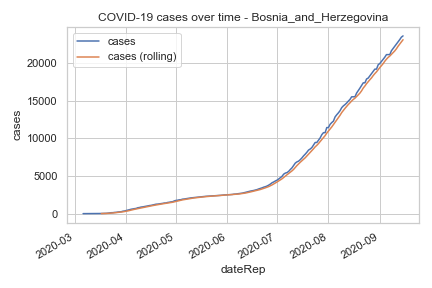 COVID-19 cases over time - Bosnia_and_Herzegovina
cases
cases (rolling)
cases
20000
15000
10000
5000
0
2020-03
2020-04
2020-05
2020-06
2020-07
2020-08
2020-09
dateRep